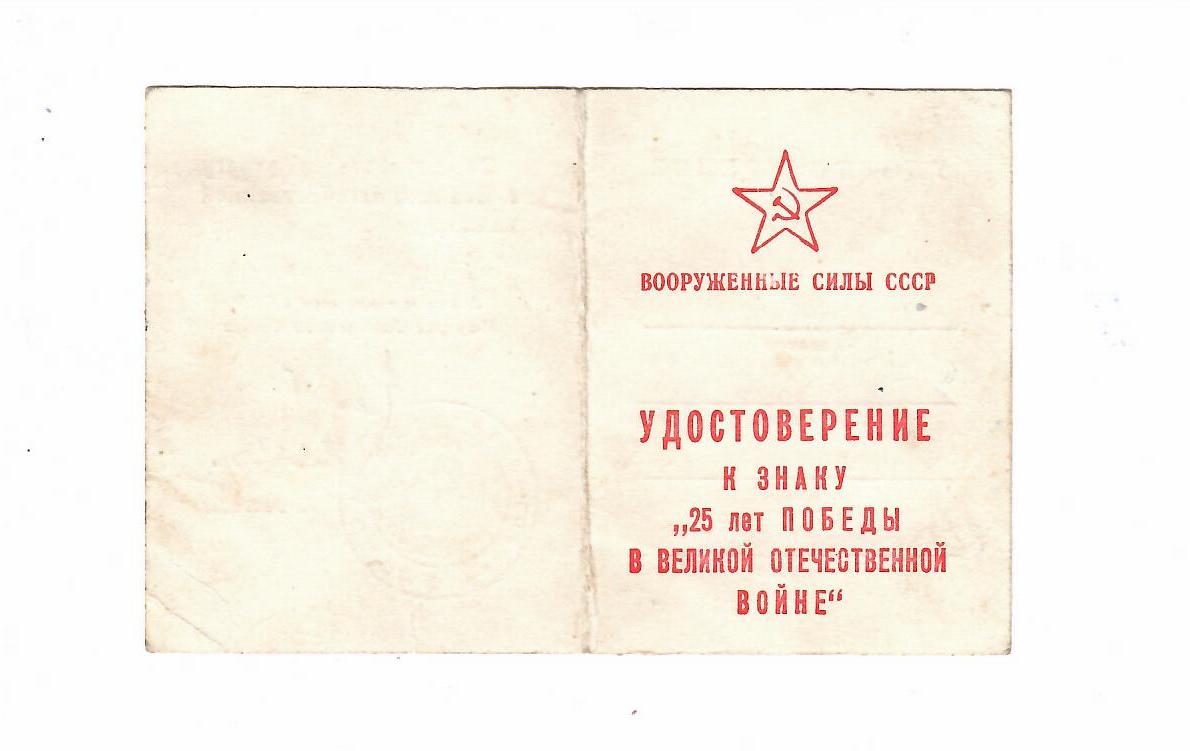 ВООРУЖЕННЫЕ СИЛЫ СССР
УДОСТОВЕРЕНИЕ
К ЗНАКУ
„25 лет ПОБЕДЫ
В ВЕЛИКОЙ ОТЕЧЕСТВЕННОЙ
ВОЙНЕ“